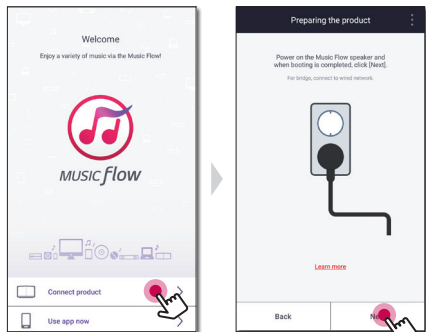 Welcome
Enjoy a variety of music via the Music Flow!
MUSIC flow
Connect product
Use app now
Preparing the product
Power on the Music Flow speaker and
when booting is completed, click [Next].
For bridge, connect to wired network.
Learn more
Back